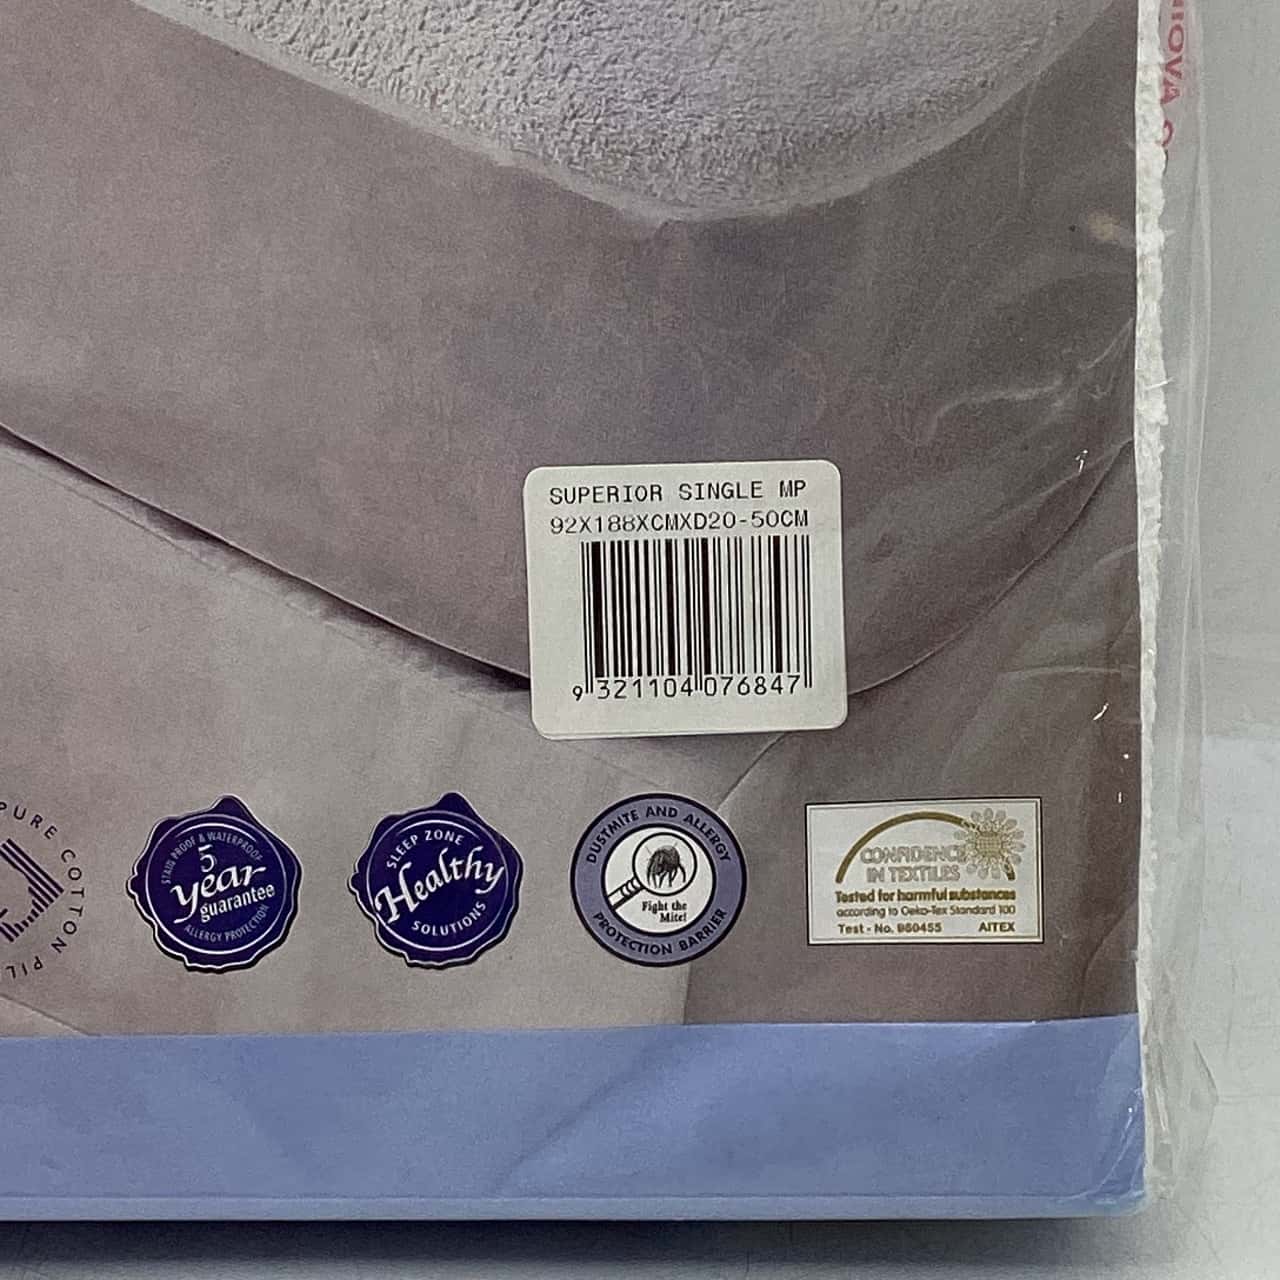 SUPERIOR SINGLE MP
92X188XCMXD20-50CM
9 321104 076847
PURE COTTON
STAIN PROOF & WATERPROOF
5
year
guarantee
ALLERGY PROTECTION
SLEEP ZONE
Healthy
SOLUTIONS
DUSTMITE AND ALLERGY
Fight the
Mite!
PROTECTION BARRIER
CONFIDENCE
IN TEXTILES
Tested for harmful substances
according to Oeko-Tex Standard 100
Test - No. 960455 AITEX